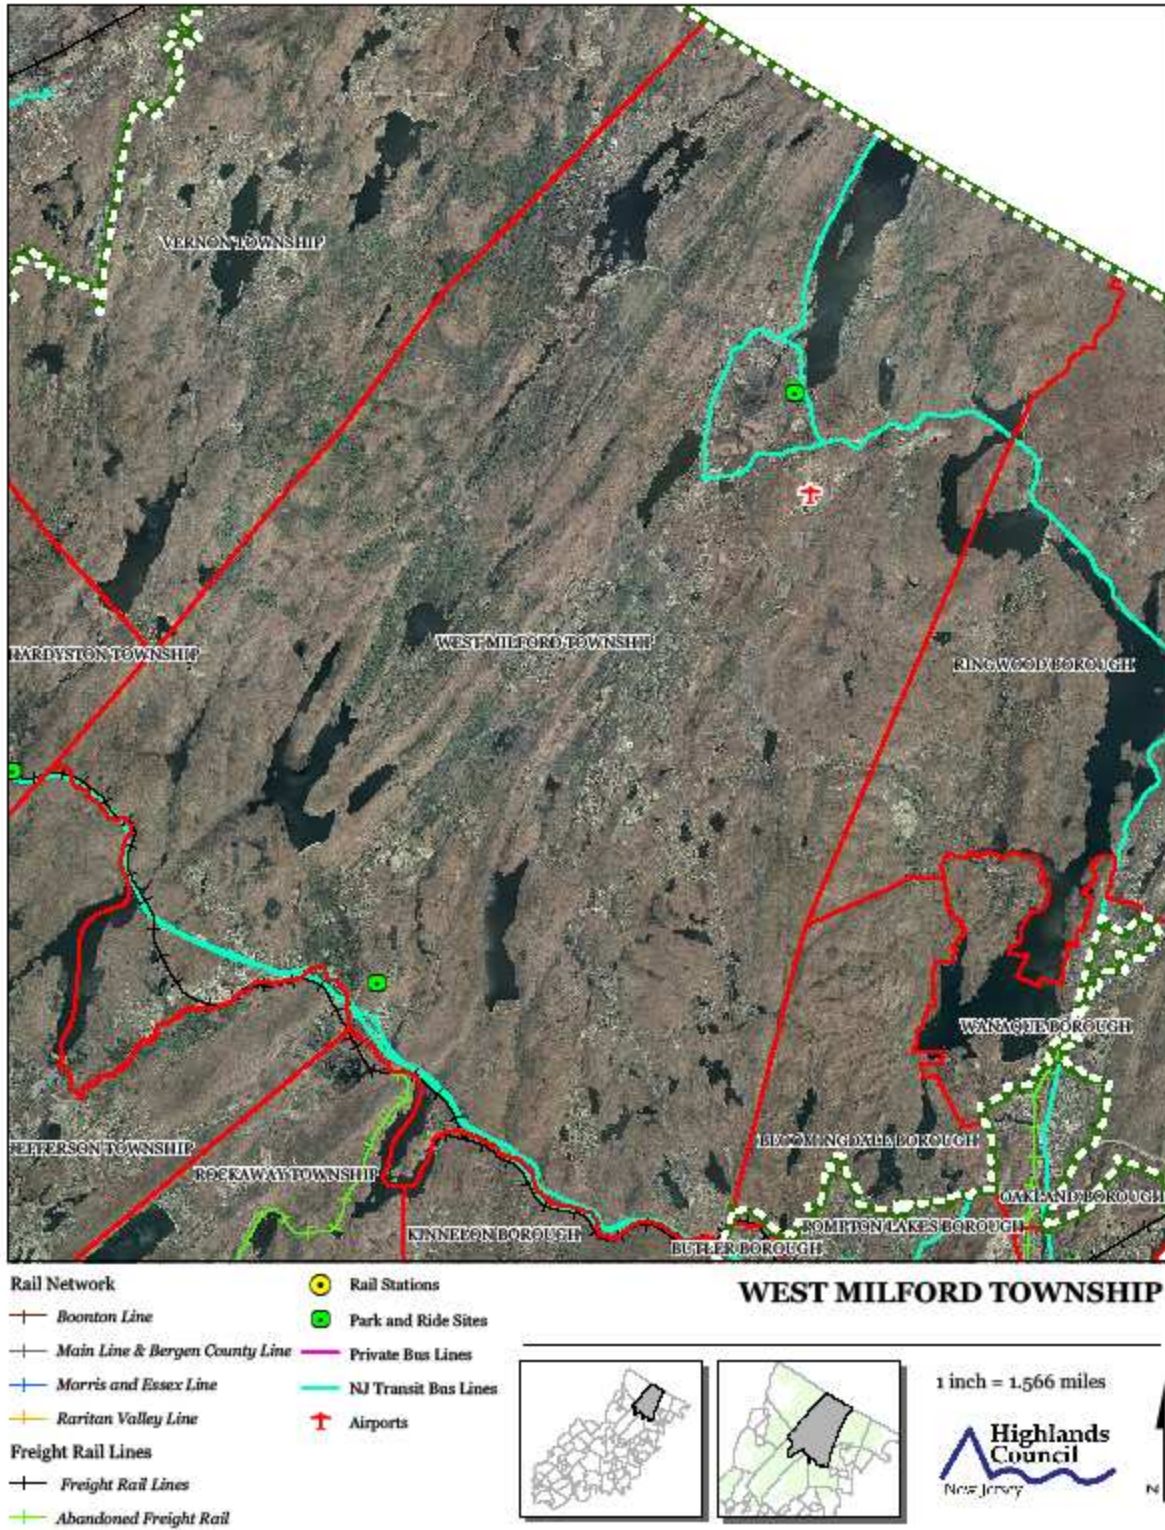 VERNON TOWNSHIP
WEST MILFORD TOWNSHIP
HARDYSTON TOWNSHIP
RINGWOOD BOROUGH
WANAQUE BOROUGH
JEFFERSON TOWNSHIP
BLOOMINGDALE BOROUGH
ROCKAWAY TOWNSHIP
OAKLAND BOROUGH
KINNELON BOROUGH
POMPTON LAKES BOROUGH
BUTLER BOROUGH
Rail Network
Boonton Line
Main Line & Bergen County Line
Morris and Essex Line
Raritan Valley Line
Freight Rail Lines
Freight Rail Lines
Abandoned Freight Rail
Rail Stations
Park and Ride Sites
Private Bus Lines
NJ Transit Bus Lines
Airports
WEST MILFORD TOWNSHIP
1 inch = 1.566 miles
Highlands
Council
New Jersey
N